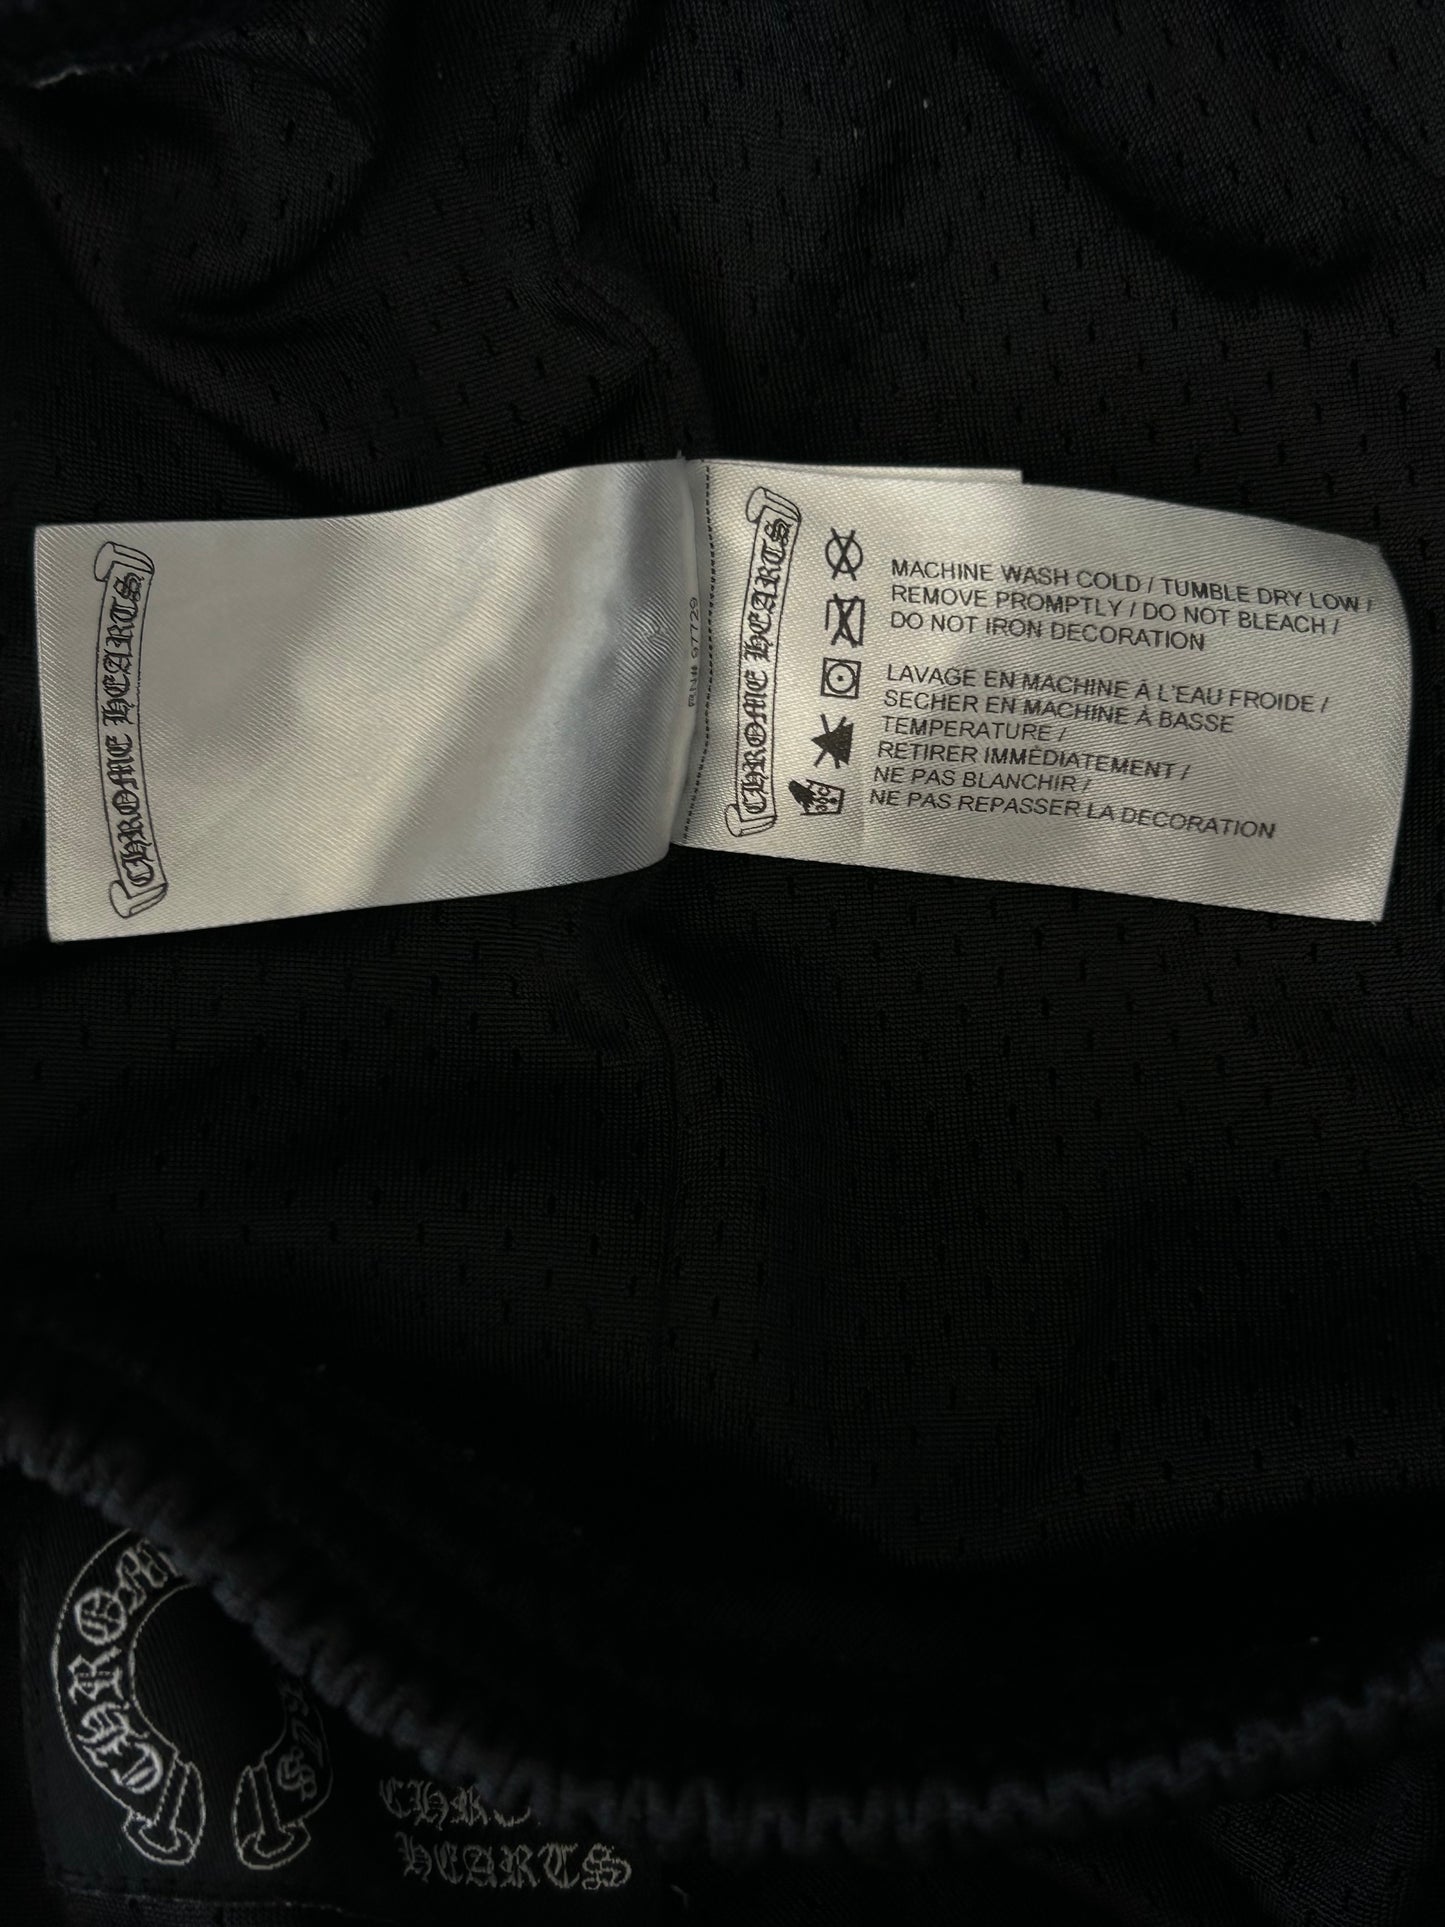 CHROME HEARTS
RN# 97729
CHROME HEARTS
MACHINE WASH COLD / TUMBLE DRY LOW /
REMOVE PROMPTLY / DO NOT BLEACH /
DO NOT IRON DECORATION
LAVAGE EN MACHINE À L'EAU FROIDE /
SECHER EN MACHINE À BASSE
TEMPERATURE /
RETIRER IMMÉDIATEMENT /
NE PAS BLANCHIR /
NE PAS REPASSER LA DECORATION
CHROM
HEARTS